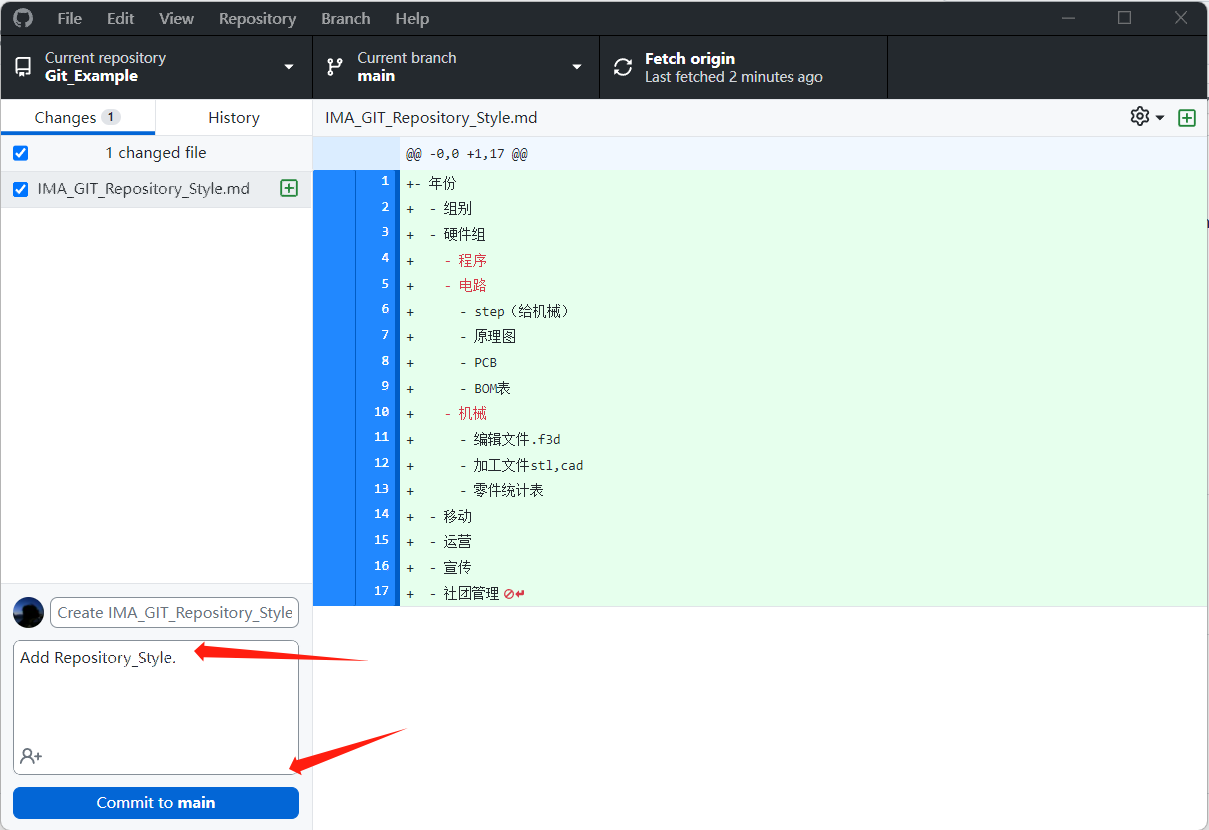 File Edit View Repository Branch Help
Current repository
Git_Example
Current branch
main
Fetch origin
Last fetched 2 minutes ago
Changes 1
History
IMA_GIT_Repository_Style.md
1 changed file
IMA_GIT_Repository_Style.md
@@ -0,0 +1,17 @@
1 +- 年份
2 + - 组别
3 + - 硬件组
4 + - 程序
5 + - 电路
6 + - step（给机械）
7 + - 原理图
8 + - PCB
9 + - BOM表
10 + - 机械
11 + - 编辑文件.f3d
12 + - 加工文件stl,cad
13 + - 零件统计表
14 + - 移动
15 + - 运营
16 + - 宣传
17 + - 社团管理
Create IMA_GIT_Repository_Style
Add Repository_Style.
Commit to main